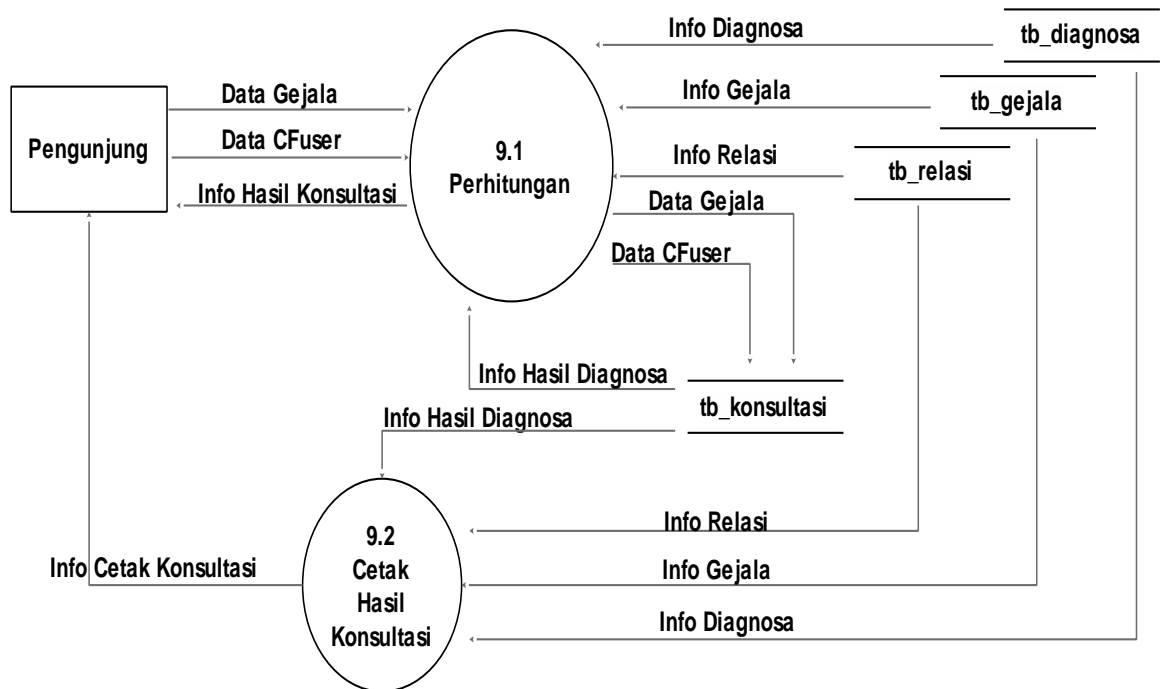 Info Diagnosa
tb_diagnosa
Data Gejala
Info Gejala
tb_gejala
Pengunjung
Data CFuser
9.1
Perhitungan
Info Relasi
tb_relasi
Info Hasil Konsultasi
Data Gejala
Data CFuser
Info Hasil Diagnosa
tb_konsultasi
Info Hasil Diagnosa
9.2
Cetak
Hasil
Konsultasi
Info Relasi
Info Cetak Konsultasi
Info Gejala
Info Diagnosa